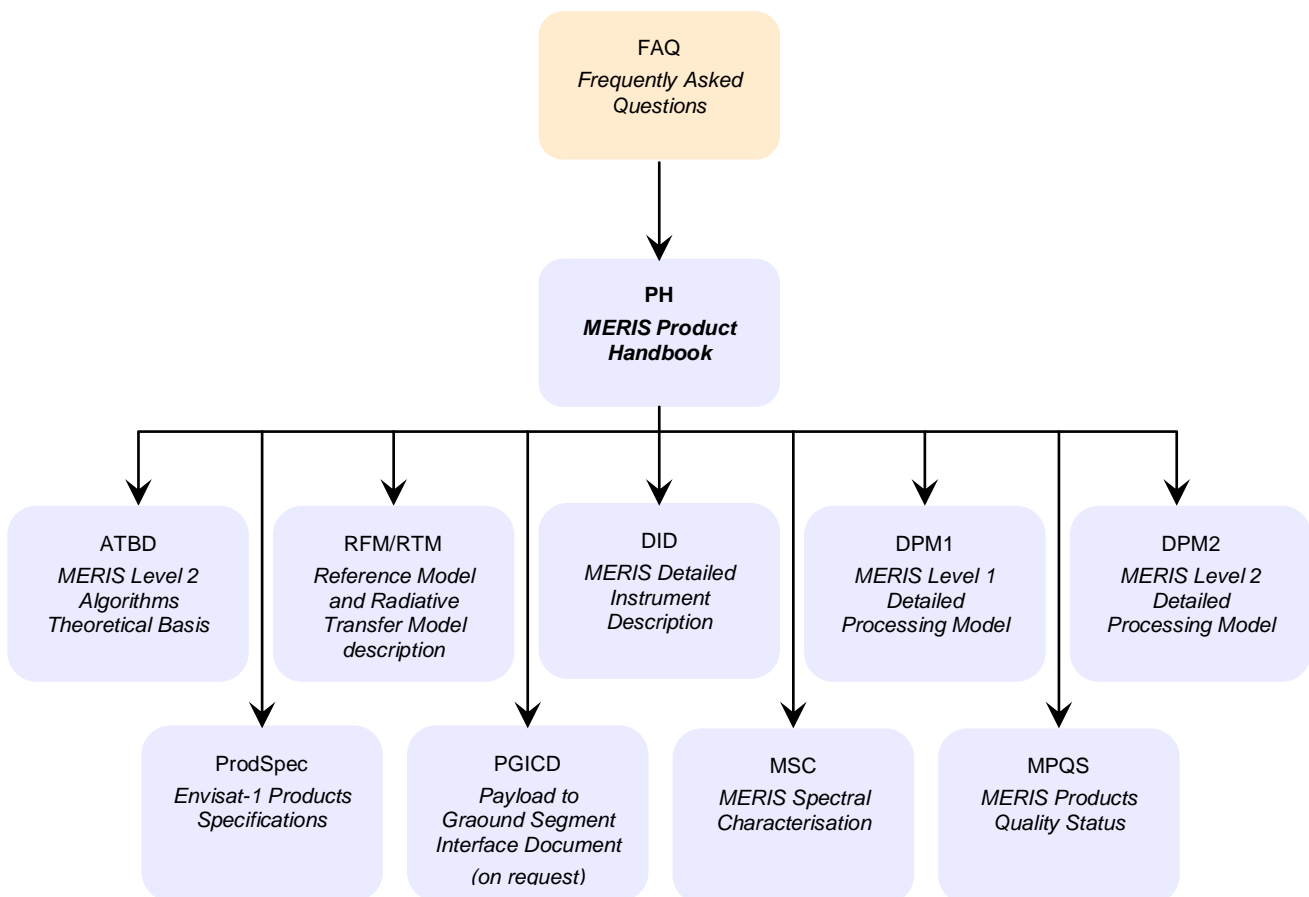 FAQ
Frequently Asked
Questions
PH
MERIS Product
Handbook
ATBD
MERIS Level 2
Algorithms
Theoretical Basis
RFM/RTM
Reference Model
and Radiative
Transfer Model
description
DID
MERIS Detailed
Instrument
Description
DPM1
MERIS Level 1
Detailed
Processing Model
DPM2
MERIS Level 2
Detailed
Processing Model
ProdSpec
Envisat-1 Products
Specifications
PGICD
Payload to
Graound Segment
Interface Document
(on request)
MSC
MERIS Spectral
Characterisation
MPQS
MERIS Products
Quality Status